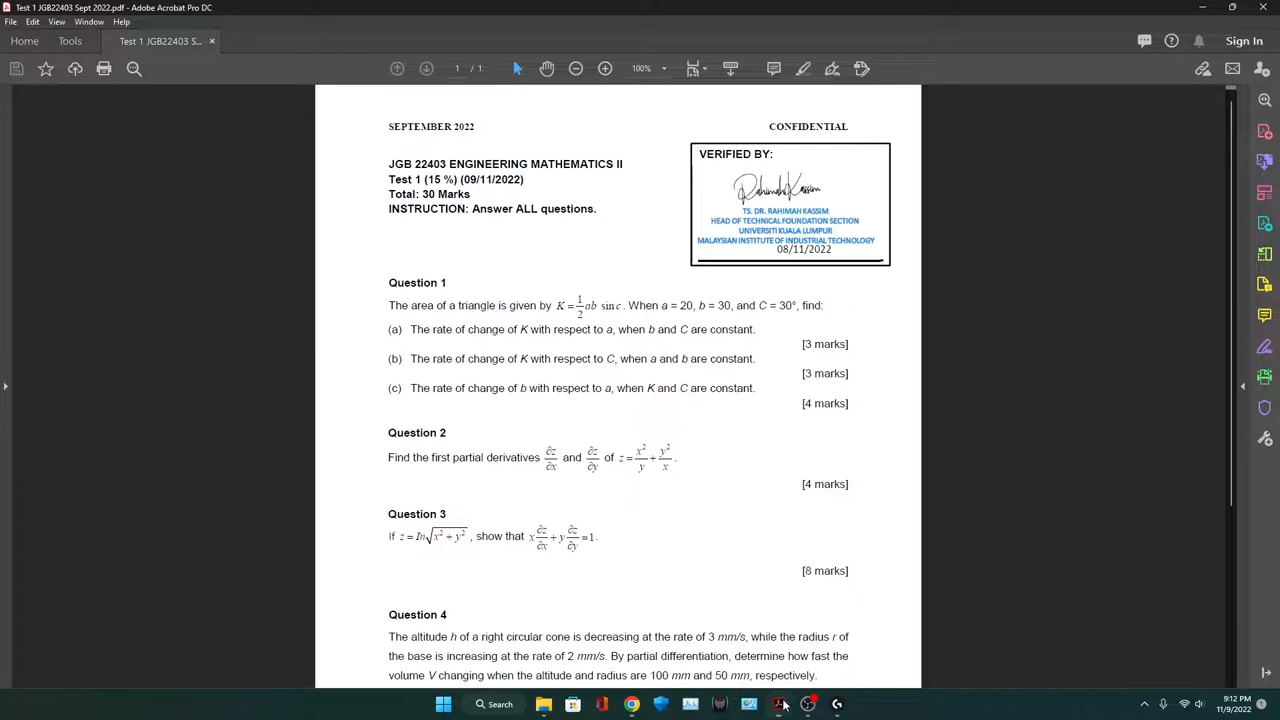 Test 1 JGB22403 Sept 2022.pdf - Adobe Acrobat Pro DC
File Edit View Sign Window Help
Home Tools Test 1 JGB22403 S... × Sign In
1 / 1 100%
SEPTEMBER 2022 CONFIDENTIAL
JGB 22403 ENGINEERING MATHEMATICS II
Test 1 (15 %) (09/11/2022)
Total: 30 Marks
INSTRUCTION: Answer ALL questions.
VERIFIED BY:
Rahimah Kassim
TS. DR. RAHIMAH KASSIM
HEAD OF TECHNICAL FOUNDATION SECTION
UNIVERSITI KUALA LUMPUR
MALAYSIAN INSTITUTE OF INDUSTRIAL TECHNOLOGY
08/11/2022
Question 1
The area of a triangle is given by K = 1/2 ab sin c. When a = 20, b = 30, and C = 30°, find:
(a) The rate of change of K with respect to a, when b and C are constant.
[3 marks]
(b) The rate of change of K with respect to C, when a and b are constant.
[3 marks]
(c) The rate of change of b with respect to a, when K and C are constant.
[4 marks]
Question 2
Find the first partial derivatives ∂z/∂x and ∂z/∂y of z = x²/y + y²/x.
[4 marks]
Question 3
If z = In√(x² + y²), show that x ∂z/∂x + y ∂z/∂y = 1.
[8 marks]
Question 4
The altitude h of a right circular cone is decreasing at the rate of 3 mm/s, while the radius r of
the base is increasing at the rate of 2 mm/s. By partial differentiation, determine how fast the
volume V changing when the altitude and radius are 100 mm and 50 mm, respectively.
Search
9:12 PM
11/9/2022